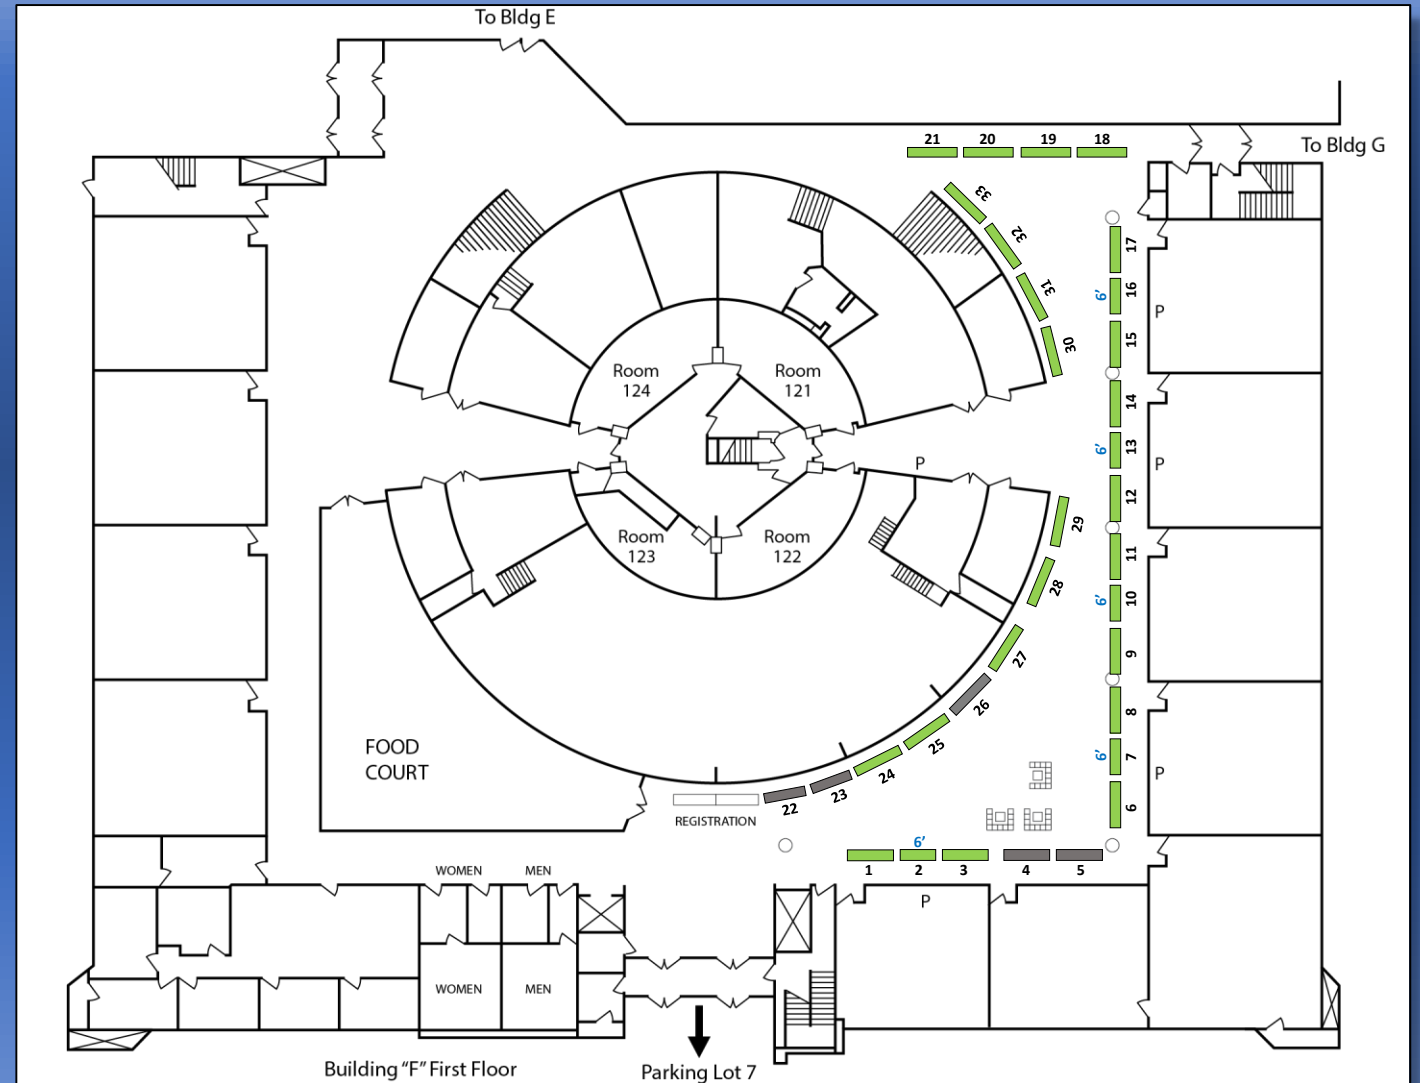 To Bldg E
To Bldg G
21 20 19 18
33
32
31
30
17
6' 16
15
14
6' 13
12
11
6' 10
9
8
6' 7
6
P
P
P
P
P
Room
124
Room
121
Room
123
Room
122
29
28
27
26
25
24
23
22
FOOD
COURT
REGISTRATION
6'
1 2 3 4 5
WOMEN MEN
WOMEN MEN
Building “F” First Floor
Parking Lot 7